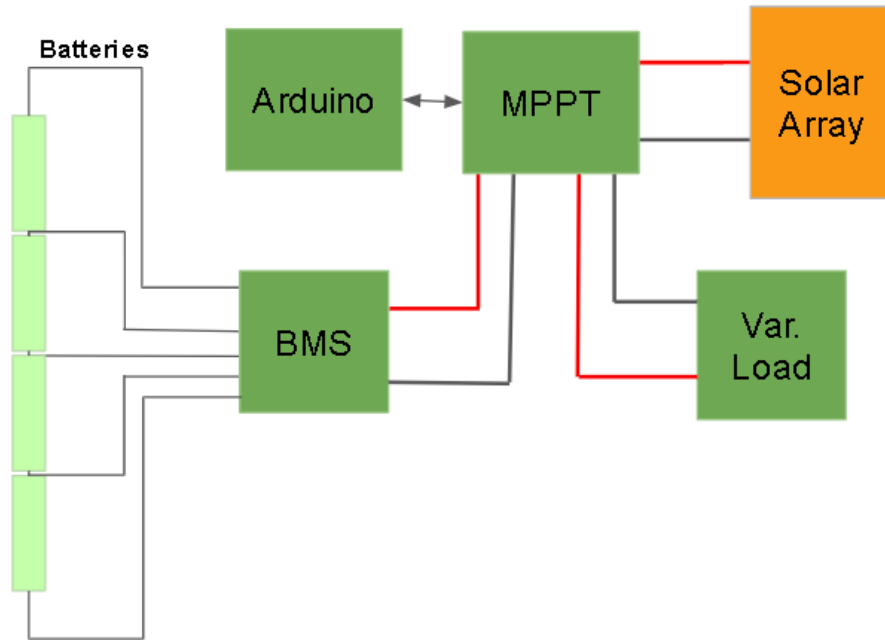 Batteries
Arduino
MPPT
Solar
Array
BMS
Var.
Load